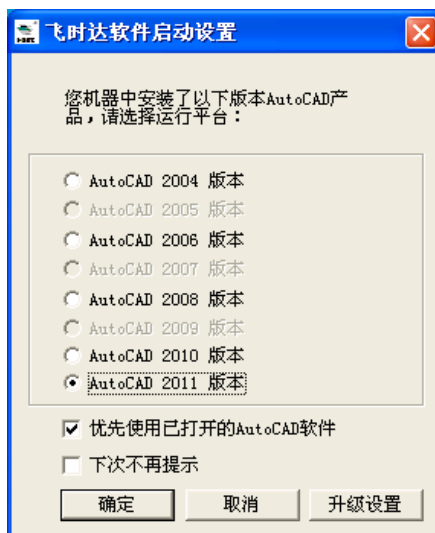 飞时达软件启动设置
您机器中安装了以下版本AutoCAD产
品，请选择运行平台：
AutoCAD 2004 版本
AutoCAD 2005 版本
AutoCAD 2006 版本
AutoCAD 2007 版本
AutoCAD 2008 版本
AutoCAD 2009 版本
AutoCAD 2010 版本
AutoCAD 2011 版本
优先使用已打开的AutoCAD软件
下次不再提示
确定 取消 升级设置